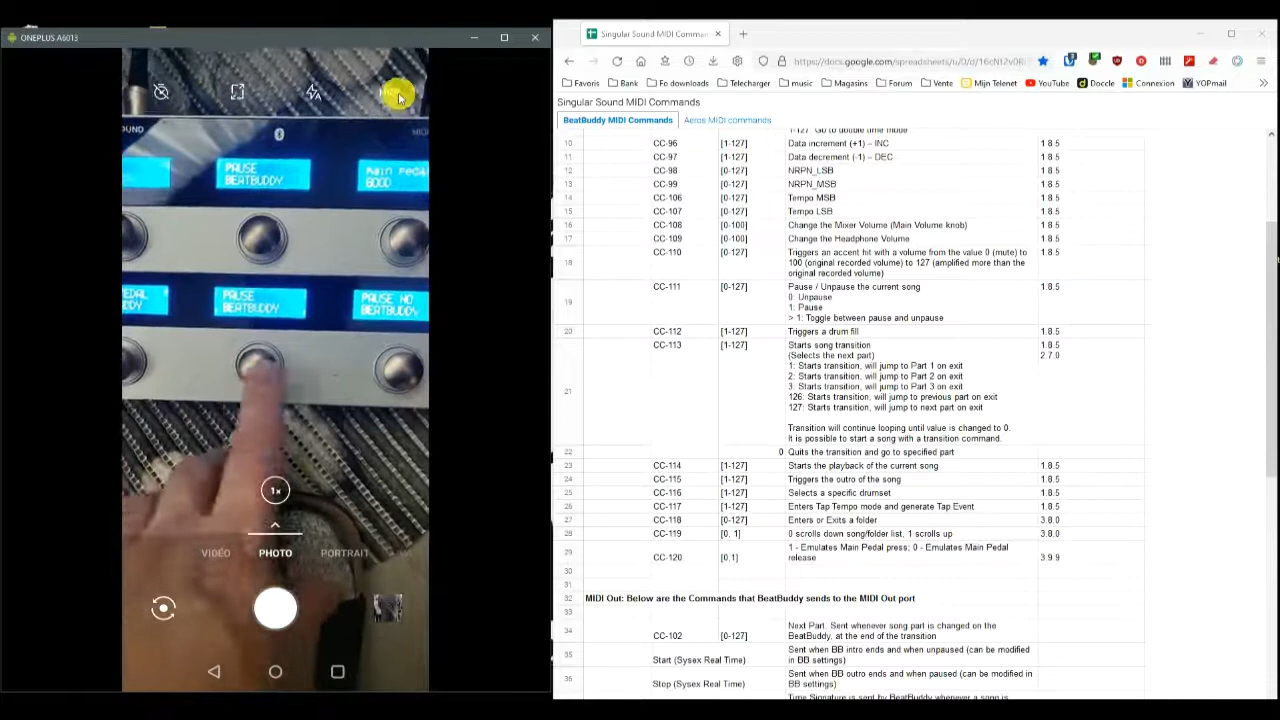 ONEPLUS A6013
OUND
MIDI
PAUSE
BEATBUDDY
Main Peda
GOOD
EDAL
DDY
PAUSE
BEATBUDDY
PAUSE NO
BEATBUDD
1x
VIDEO
PHOTO
PORTRAIT
Singular Sound MIDI Comman
https://docs.google.com/spreadsheets/u/0/d/16cNI2v0Ri
Favoris
Bank
Fo downloads
Telecharger
music
Magasins
Forum
Vente
Mijn Telenet
YouTube
Doccle
Connexion
YOPmail
Singular Sound MIDI Commands
BeatBuddy MIDI Commands
Aeros MIDI commands
1-127: Go to double time mode
10 CC-96 [1-127] Data increment (+1) – INC 1.8.5
11 CC-97 [1-127] Data decrement (-1) – DEC 1.8.5
12 CC-98 [0-127] NRPN_LSB 1.8.5
13 CC-99 [0-127] NRPN_MSB 1.8.5
14 CC-106 [0-127] Tempo MSB 1.8.5
15 CC-107 [0-127] Tempo LSB 1.8.5
16 CC-108 [0-100] Change the Mixer Volume (Main Volume knob) 1.8.5
17 CC-109 [0-100] Change the Headphone Volume 1.8.5
18 CC-110 [0-127] Triggers an accent hit with a volume from the value 0 (mute) to 1.8.5
100 (original recorded volume) to 127 (amplified more than the
original recorded volume)
19 CC-111 [0-127] Pause / Unpause the current song 1.8.5
0: Unpause
1: Pause
> 1: Toggle between pause and unpause
20 CC-112 [1-127] Triggers a drum fill 1.8.5
21 CC-113 [1-127] Starts song transition 1.8.5
(Selects the next part) 2.7.0
1: Starts transition, will jump to Part 1 on exit
2: Starts transition, will jump to Part 2 on exit
3: Starts transition, will jump to Part 3 on exit
126: Starts transition, will jump to previous part on exit
127: Starts transition, will jump to next part on exit
Transition will continue looping until value is changed to 0.
It is possible to start a song with a transition command.
22 0 Quits the transition and go to specified part
23 CC-114 [1-127] Starts the playback of the current song 1.8.5
24 CC-115 [1-127] Triggers the outro of the song 1.8.5
25 CC-116 [1-127] Selects a specific drumset 1.8.5
26 CC-117 [1-127] Enters Tap Tempo mode and generate Tap Event 1.8.5
27 CC-118 [0-127] Enters or Exits a folder 3.8.0
28 CC-119 [0, 1] 0 scrolls down song/folder list, 1 scrolls up 3.8.0
29 CC-120 [0,1] 1 - Emulates Main Pedal press; 0 - Emulates Main Pedal 3.9.9
release
30
31
32 MIDI Out: Below are the Commands that BeatBuddy sends to the MIDI Out port
33
34 CC-102 [0-127] Next Part. Sent whenever song part is changed on the
BeatBuddy, at the end of the transition
35 Start (Sysex Real Time) Sent when BB intro ends and when unpaused (can be modified
in BB settings)
36 Stop (Sysex Real Time) Sent when BB outro ends and when paused (can be modified in
BB settings)
Time Signature is sent by BeatBuddy whenever a song is